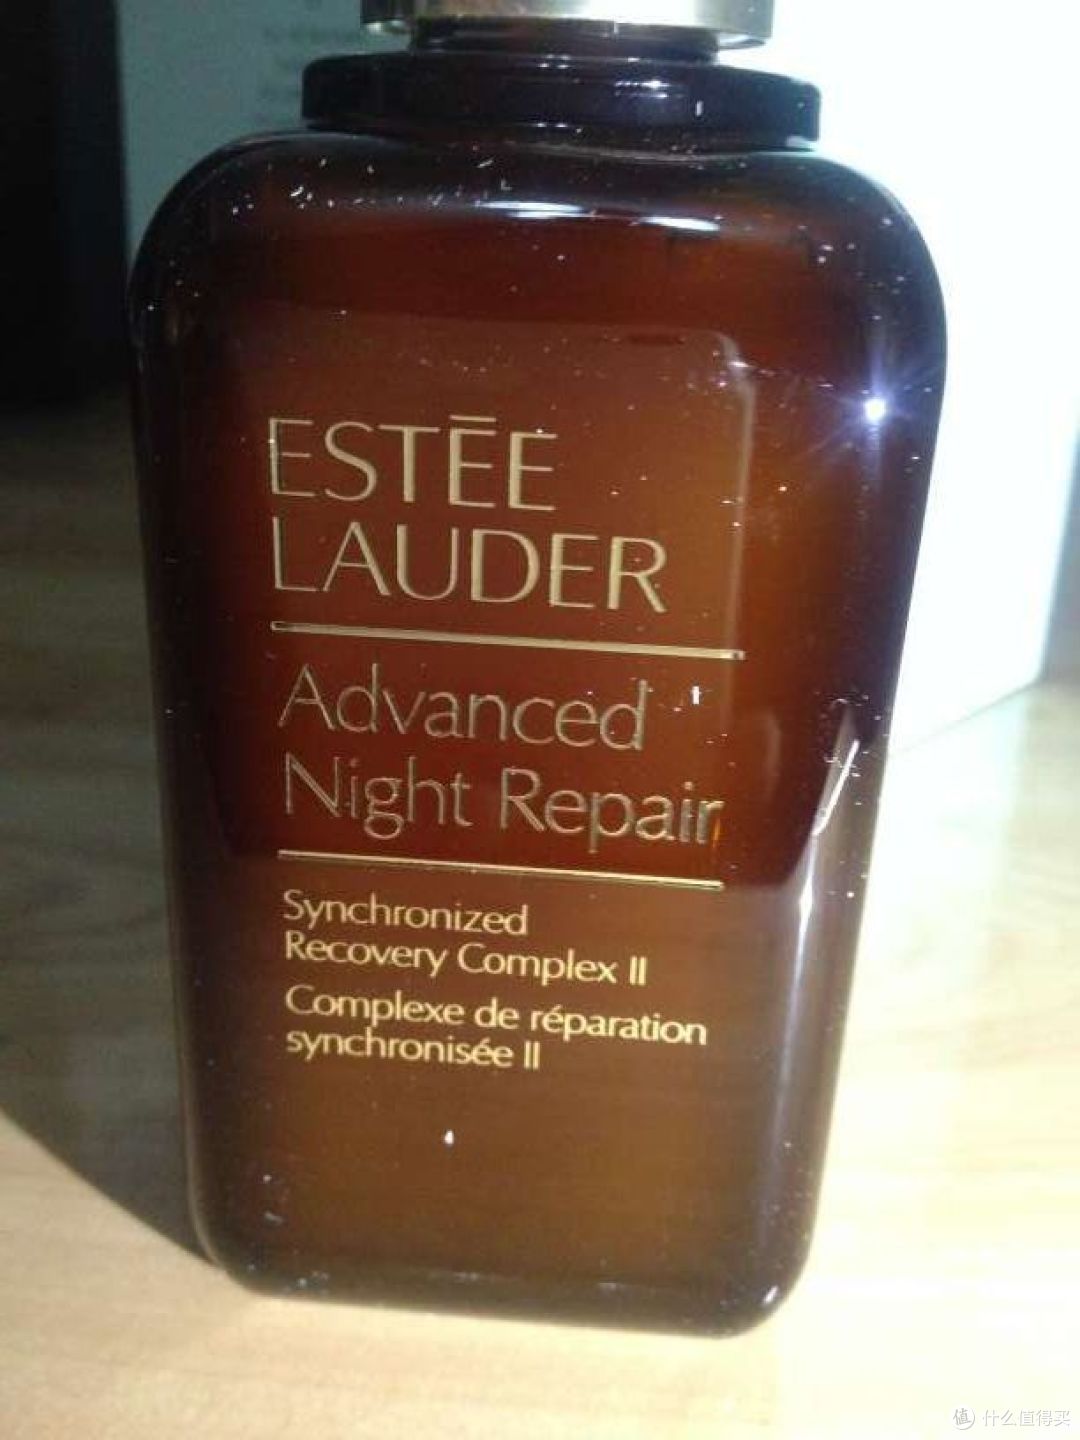 ESTĒE
LAUDER
Advanced
Night Repair
Synchronized
Recovery Complex II
Complexe de réparation
synchronisée II
值 什么值得买